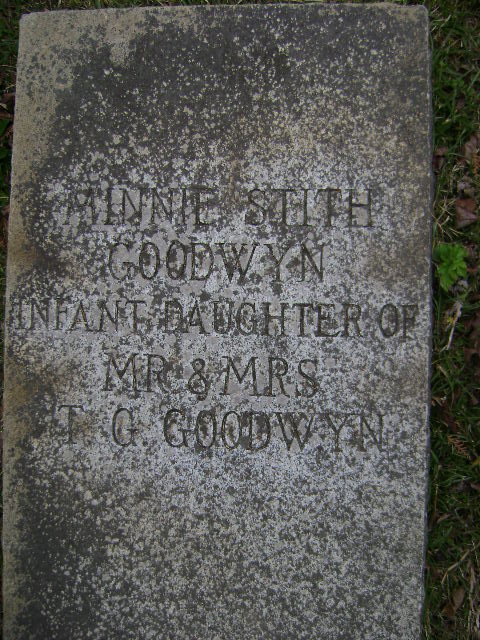 MINNIE STITH
GOODWYN
INFANT DAUGHTER OF
MR & MRS
T G GOODWYN